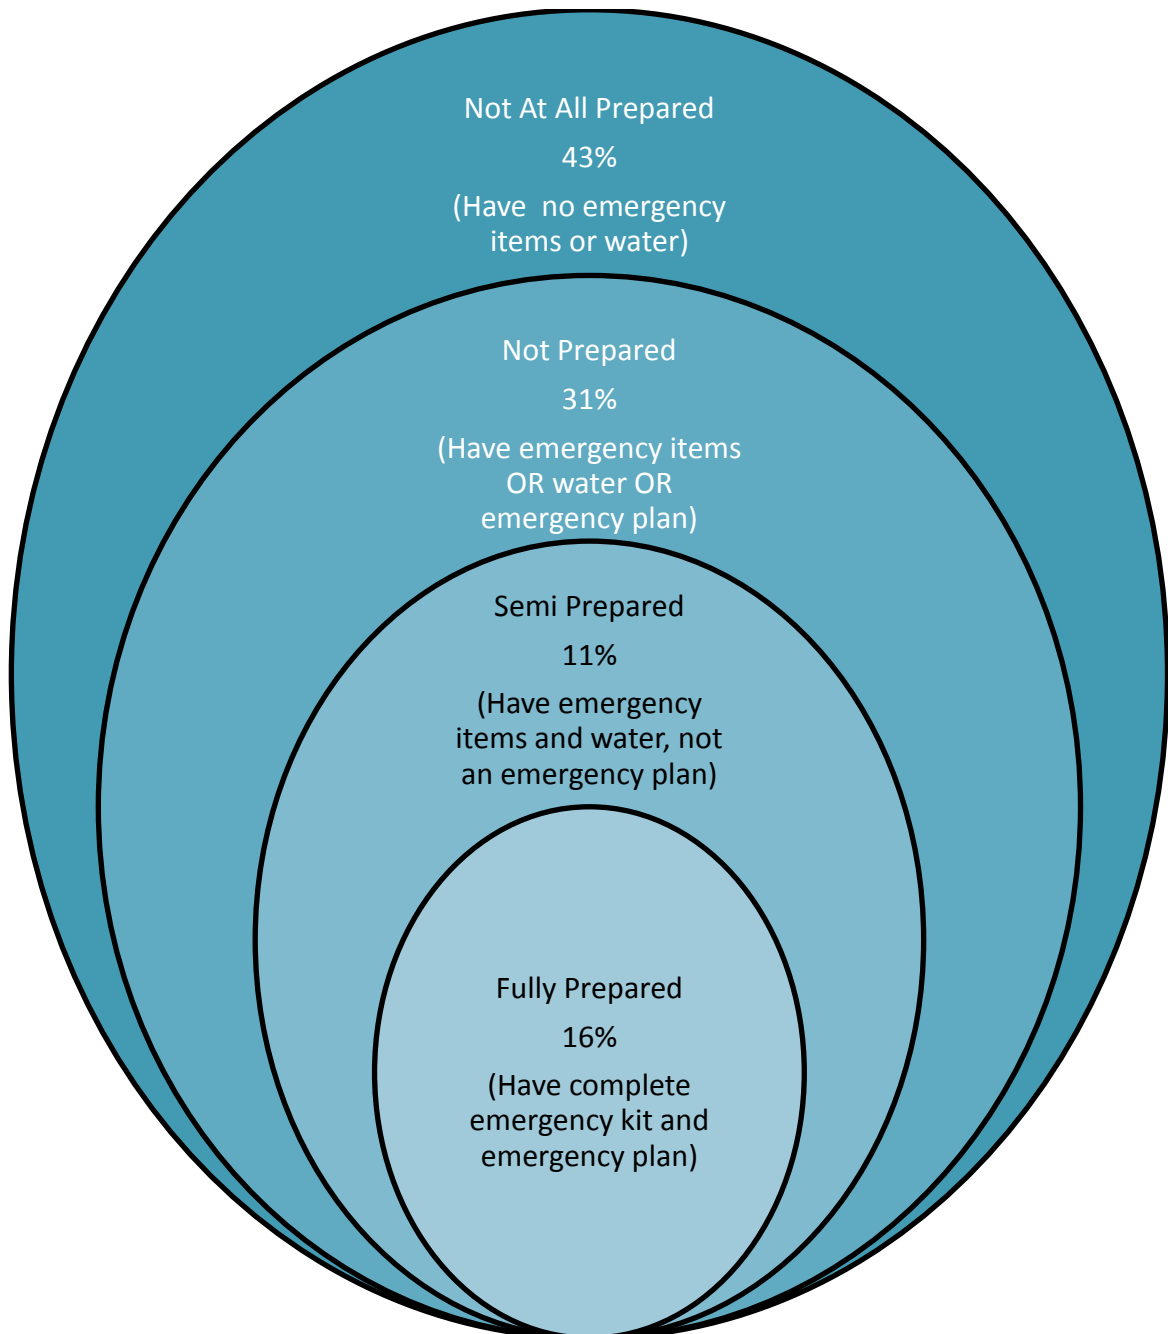 Not At All Prepared
43%
(Have  no emergency
items or water)
Not Prepared
31%
(Have emergency items
OR water OR
emergency plan)
Semi Prepared
11%
(Have emergency
items and water, not
an emergency plan)
Fully Prepared
16%
(Have complete
emergency kit and
emergency plan)